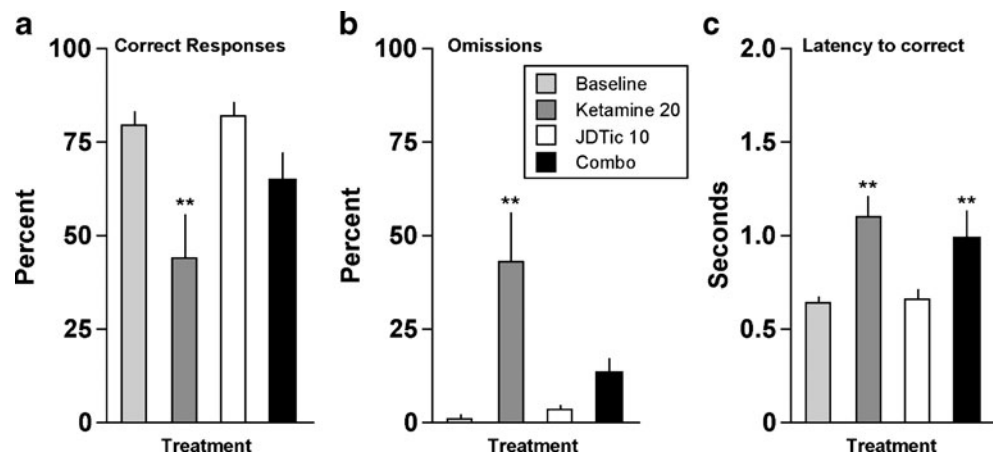 a
Correct Responses
100
75
50
25
0
Percent
**
Treatment
b
Omissions
100
75
50
25
0
Percent
**
Baseline
Ketamine 20
JDTic 10
Combo
Treatment
c
Latency to correct
2.0
1.5
1.0
0.5
0
Seconds
**
**
Treatment